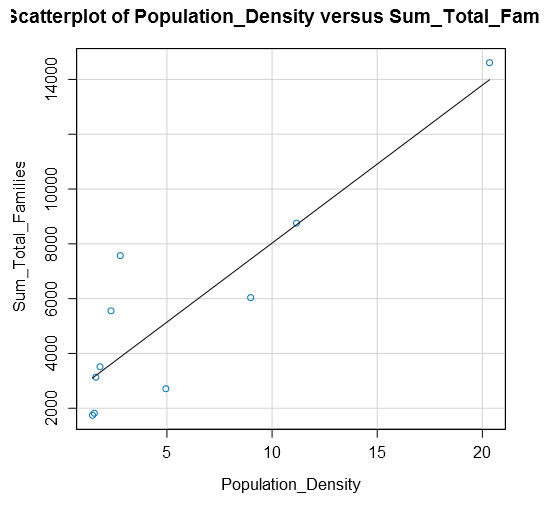 Scatterplot of Population_Density versus Sum_Total_Fam
14000
10000
8000
6000
4000
2000
Sum_Total_Families
5 10 15 20
Population_Density